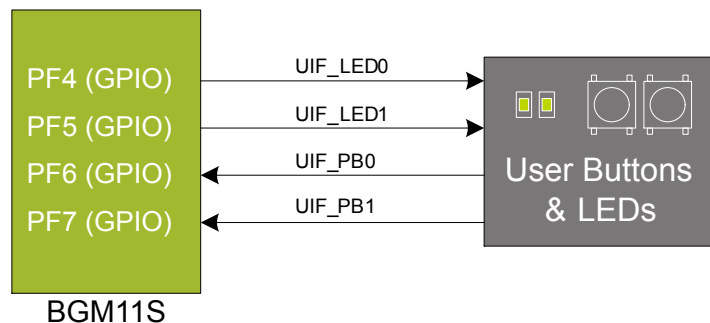 PF4 (GPIO)
PF5 (GPIO)
PF6 (GPIO)
PF7 (GPIO)
UIF_LED0
UIF_LED1
UIF_PB0
UIF_PB1
User Buttons
& LEDs
BGM11S